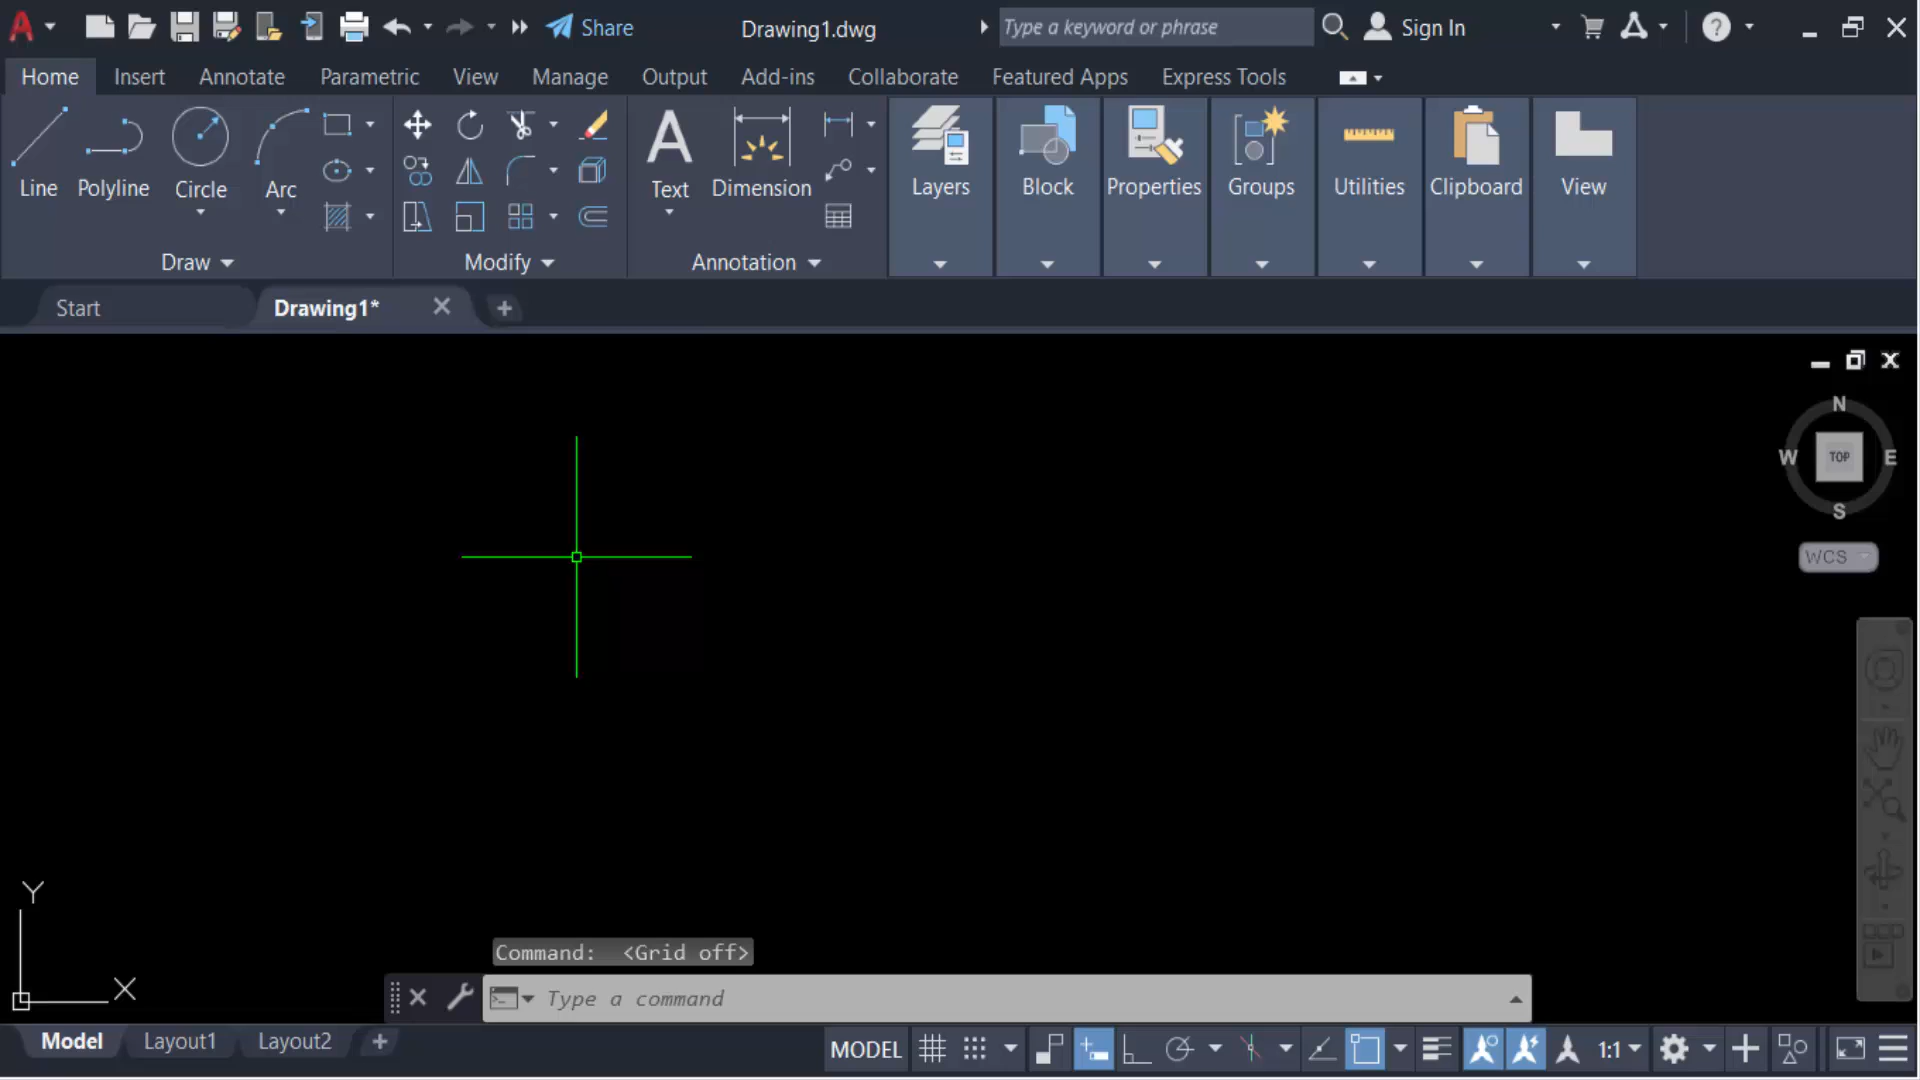 Share
Drawing1.dwg
Type a keyword or phrase
Sign In
Home
Insert
Annotate
Parametric
View
Manage
Output
Add-ins
Collaborate
Featured Apps
Express Tools
Line
Polyline
Circle
Arc
Text
Dimension
Layers
Block
Properties
Groups
Utilities
Clipboard
View
Draw
Modify
Annotation
Start
Drawing1*
N
W
TOP
E
S
WCS
Y
X
Command: <Grid off>
Type a command
Model
Layout1
Layout2
MODEL
1:1